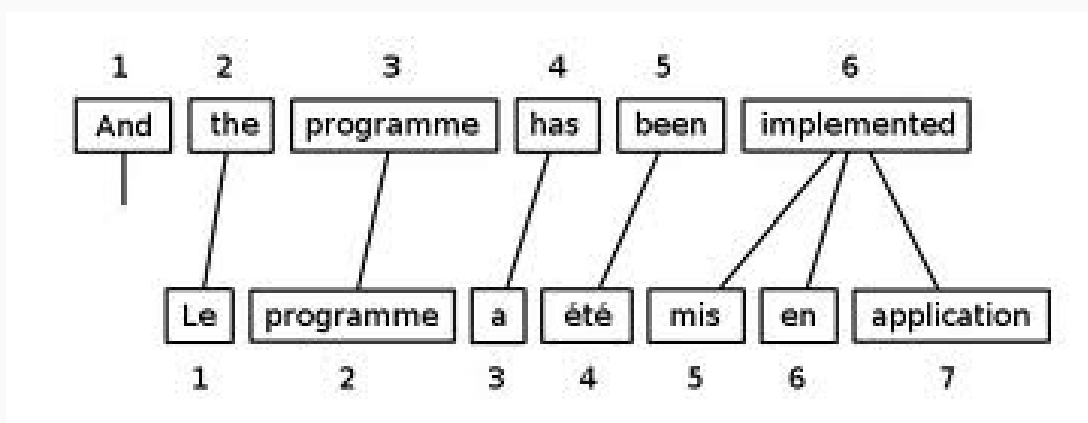 1 2 3 4 5 6
And the programme has been implemented
Le programme a été mis en application
1 2 3 4 5 6 7